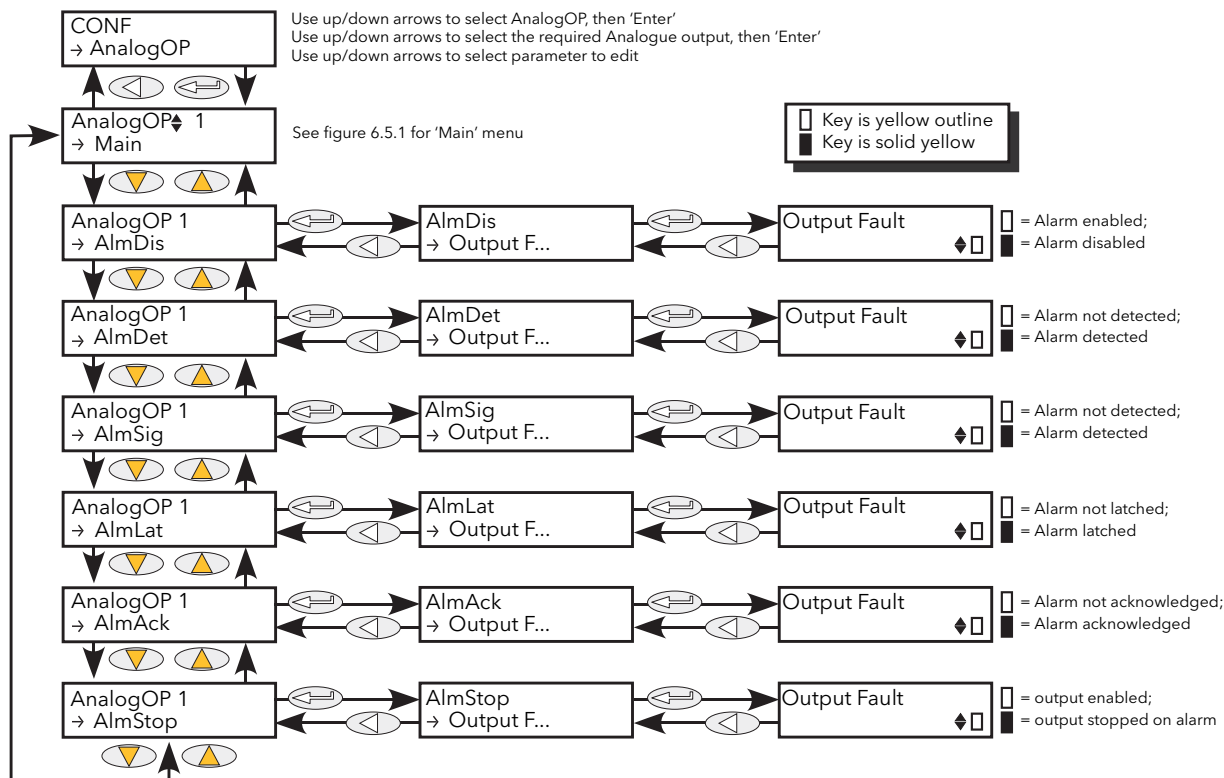 CONF
→ AnalogOP
Use up/down arrows to select AnalogOP, then ‘Enter’
Use up/down arrows to select the required Analogue output, then ‘Enter’
Use up/down arrows to select parameter to edit
AnalogOP 1
→ Main
See figure 6.5.1 for ‘Main’ menu
Key is yellow outline
Key is solid yellow
AnalogOP 1
→ AlmDis
AlmDis
→ Output F...
Output Fault
= Alarm enabled;
= Alarm disabled
AnalogOP 1
→ AlmDet
AlmDet
→ Output F...
Output Fault
= Alarm not detected;
= Alarm detected
AnalogOP 1
→ AlmSig
AlmSig
→ Output F...
Output Fault
= Alarm not detected;
= Alarm detected
AnalogOP 1
→ AlmLat
AlmLat
→ Output F...
Output Fault
= Alarm not latched;
= Alarm latched
AnalogOP 1
→ AlmAck
AlmAck
→ Output F...
Output Fault
= Alarm not acknowledged;
= Alarm acknowledged
AnalogOP 1
→ AlmStop
AlmStop
→ Output F...
Output Fault
= output enabled;
= output stopped on alarm